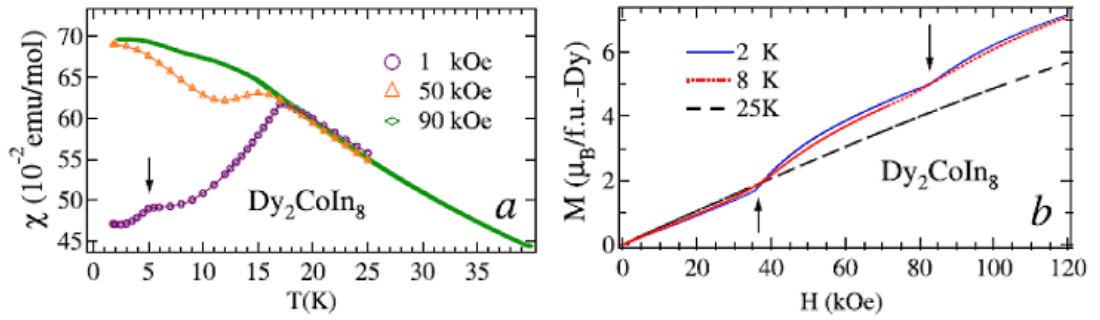 χ (10⁻² emu/mol)
70
65
60
55
50
45
1 kOe
50 kOe
90 kOe
Dy₂CoIn₈
a
0 5 10 15 20 25 30 35
T(K)
M (μ_B/f.u.-Dy)
6
4
2
0
2 K
8 K
25K
Dy₂CoIn₈
b
0 20 40 60 80 100 120
H (kOe)